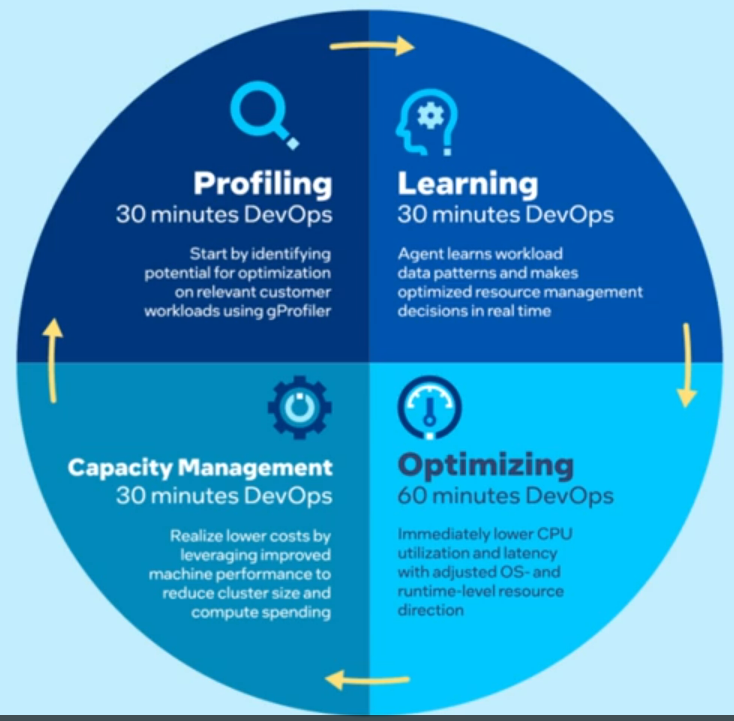 Profiling
30 minutes DevOps
Start by identifying
potential for optimization
on relevant customer
workloads using gProfiler
Learning
30 minutes DevOps
Agent learns workload
data patterns and makes
optimized resource management
decisions in real time
Optimizing
60 minutes DevOps
Immediately lower CPU
utilization and latency
with adjusted OS- and
runtime-level resource
direction
Capacity Management
30 minutes DevOps
Realize lower costs by
leveraging improved
machine performance to
reduce cluster size and
compute spending